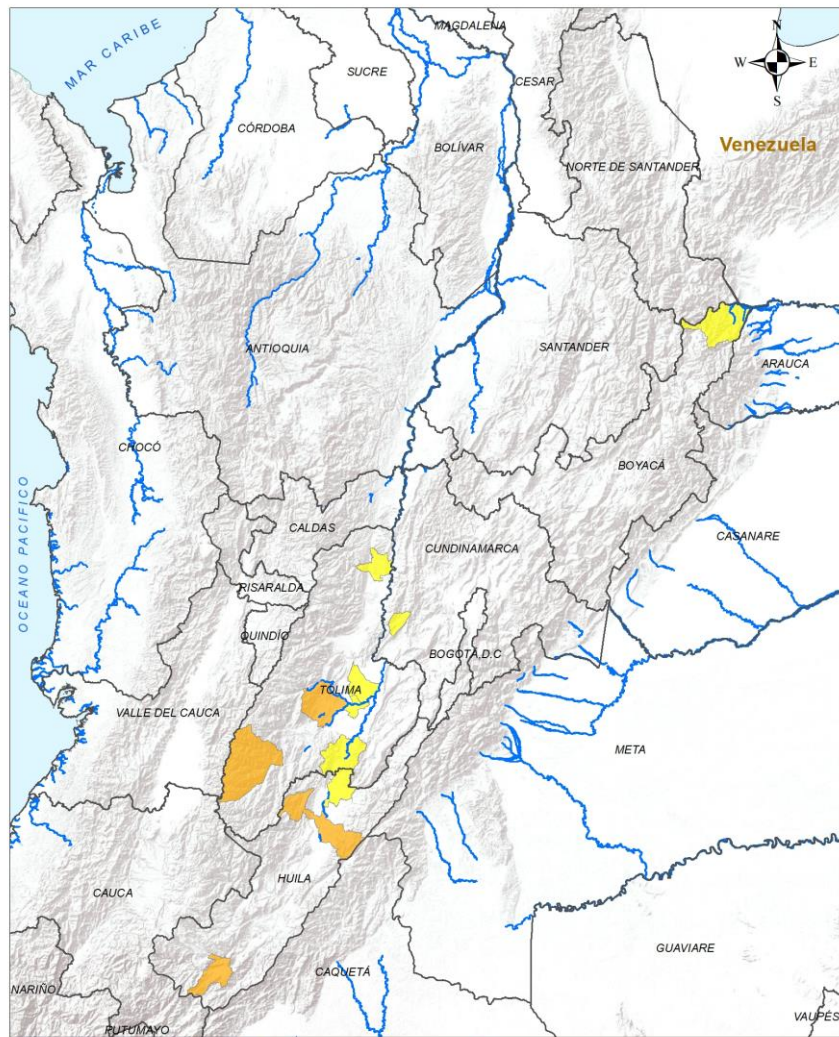 MAGDALENA
N
MAR CARIBE
W
E
SUCRE
CESAR
S
CÓRDOBA
BOLÍVAR
Venezuela
NORTE DE SANTANDER
ANTIOQUIA
SANTANDER
ARAUCA
CHOCÓ
BOYACÁ
CALDAS
CASANARE
CUNDINAMARCA
OCEANO PACIFICO
RISARALDA
QUINDÍO
BOGOTÁ,D.C
TOLIMA
VALLE DEL CAUCA
META
HUILA
CAUCA
GUAVIARE
CAQUETÁ
NARIÑO
VAUPÉS
PUTUMAYO